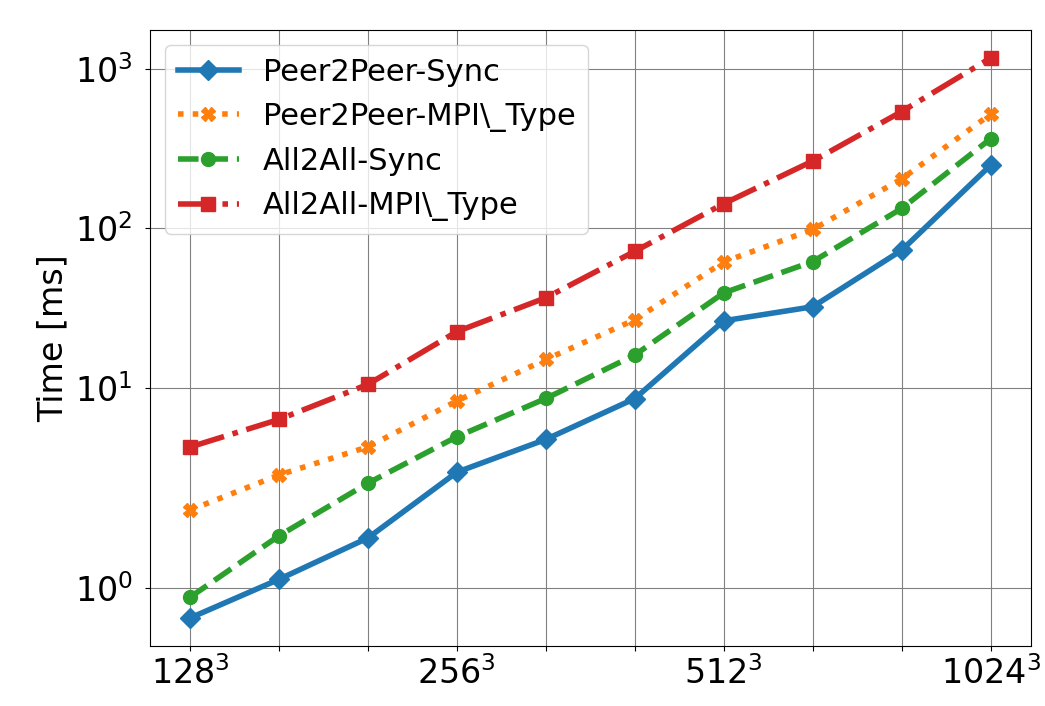 10³
10²
10¹
10⁰
Time [ms]
Peer2Peer-Sync
Peer2Peer-MPI\_Type
All2All-Sync
All2All-MPI\_Type
128³ 256³ 512³ 1024³